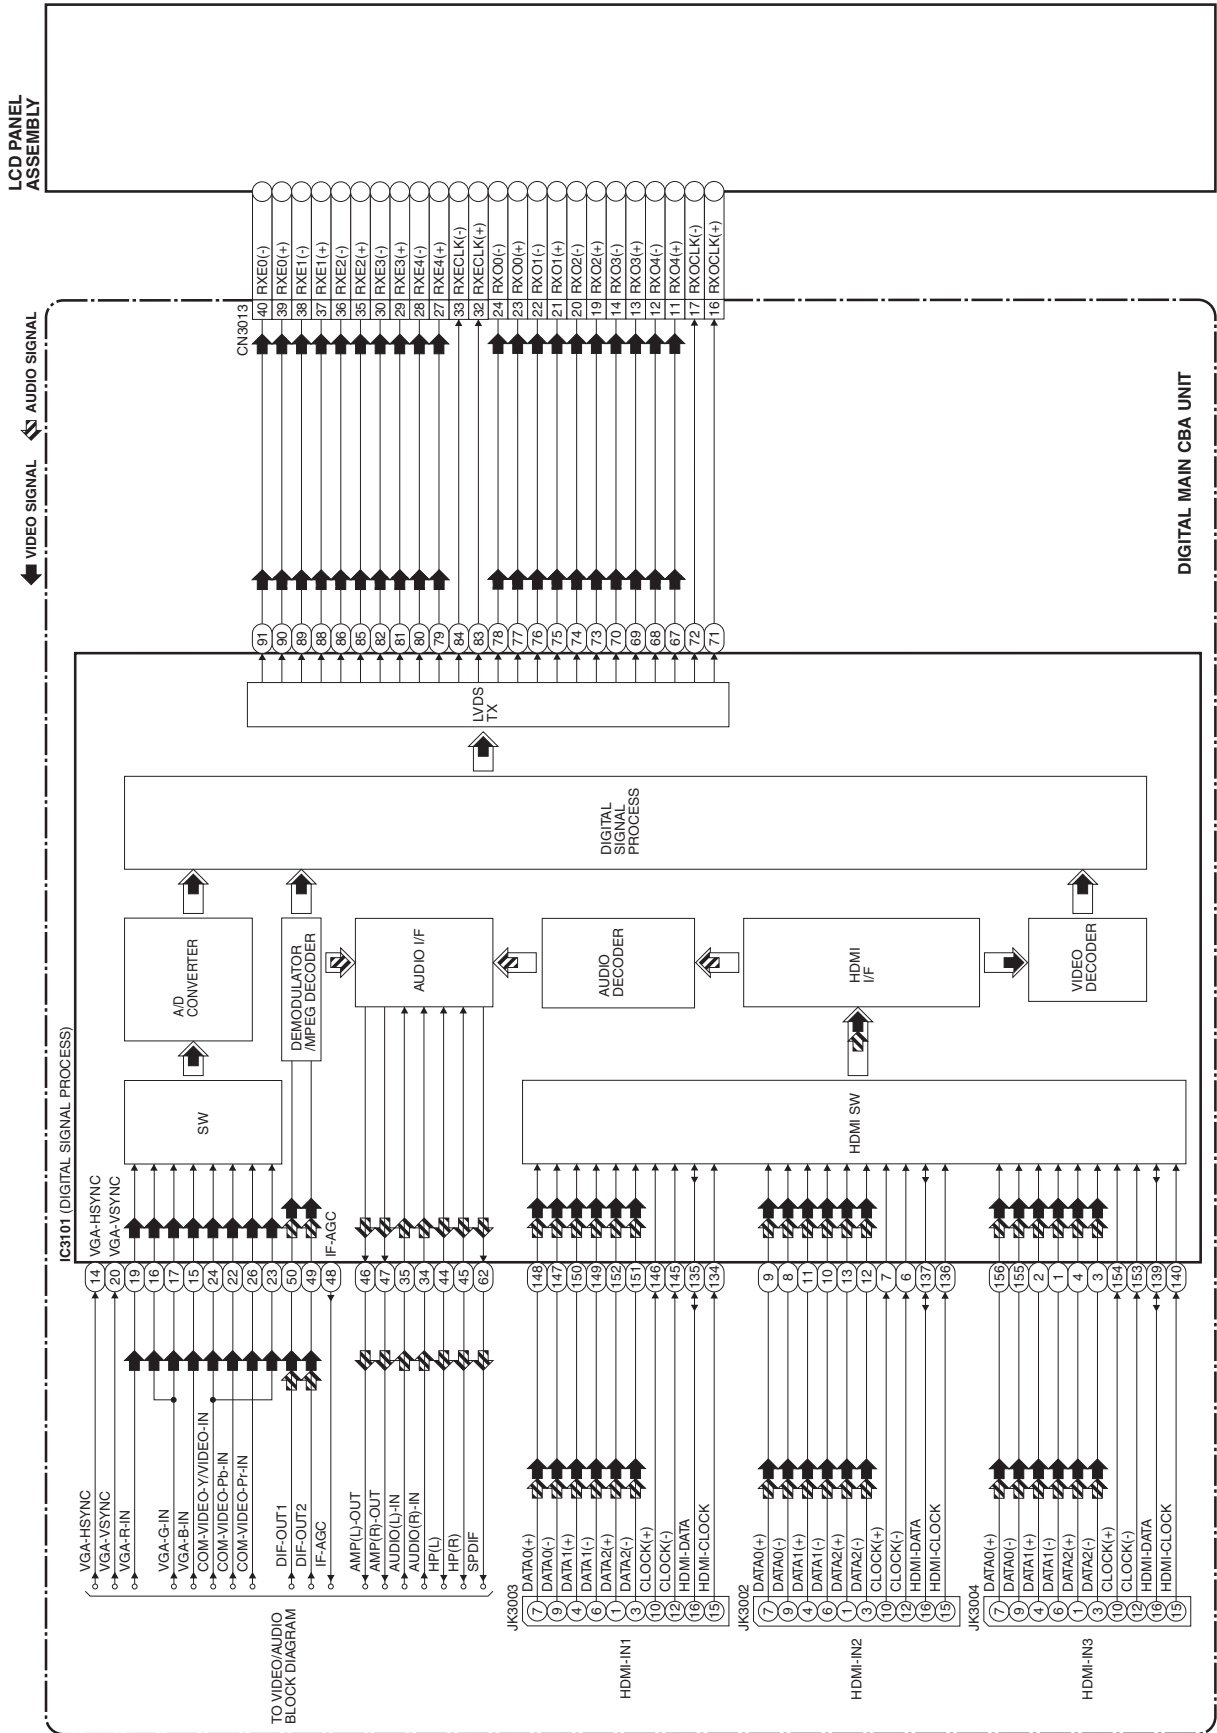 LCD PANEL
ASSEMBLY
VIDEO SIGNAL
AUDIO SIGNAL
CN3013
40 RXE0(-)
39 RXE0(+)
38 RXE1(-)
37 RXE1(+)
36 RXE2(-)
35 RXE2(+)
30 RXE3(-)
29 RXE3(+)
28 RXE4(-)
27 RXE4(+)
33 RXECLK(-)
32 RXECLK(+)
24 RXO0(-)
23 RXO0(+)
22 RXO1(-)
21 RXO1(+)
20 RXO2(-)
19 RXO2(+)
14 RXO3(-)
13 RXO3(+)
12 RXO4(-)
11 RXO4(+)
17 RXOCLK(-)
16 RXOCLK(+)
DIGITAL MAIN CBA UNIT
91
90
89
88
86
85
82
81
80
79
84
83
78
77
76
75
74
73
70
69
68
67
72
71
LVDS
TX
DIGITAL
SIGNAL
PROCESS
A/D
CONVERTER
DEMODULATOR
/MPEG DECODER
AUDIO I/F
AUDIO
DECODER
HDMI
I/F
VIDEO
DECODER
SW
HDMI SW
IC3101 (DIGITAL SIGNAL PROCESS)
VGA-HSYNC
VGA-VSYNC
IF-AGC
14
20
19
16
17
15
24
22
26
23
50
49
48
46
47
35
34
44
45
62
148
147
150
149
152
151
146
145
135
134
9
8
11
10
13
12
7
6
137
136
156
155
2
1
4
3
154
153
139
140
VGA-HSYNC
VGA-VSYNC
VGA-R-IN
VGA-G-IN
VGA-B-IN
COM-VIDEO-Y/VIDEO-IN
COM-VIDEO-Pb-IN
COM-VIDEO-Pr-IN
DIF-OUT1
DIF-OUT2
IF-AGC
AMP(L)-OUT
AMP(R)-OUT
AUDIO(L)-IN
AUDIO(R)-IN
HP(L)
HP(R)
SPDIF
TO VIDEO/AUDIO
BLOCK DIAGRAM
JK3003
7 DATA0(+)
9 DATA0(-)
4 DATA1(+)
6 DATA1(-)
1 DATA2(+)
3 DATA2(-)
10 CLOCK(+)
12 CLOCK(-)
16 HDMI-DATA
15 HDMI-CLOCK
HDMI-IN1
JK3002
7 DATA0(+)
9 DATA0(-)
4 DATA1(+)
6 DATA1(-)
1 DATA2(+)
3 DATA2(-)
10 CLOCK(+)
12 CLOCK(-)
16 HDMI-DATA
15 HDMI-CLOCK
HDMI-IN2
JK3004
7 DATA0(+)
9 DATA0(-)
4 DATA1(+)
6 DATA1(-)
1 DATA2(+)
3 DATA2(-)
10 CLOCK(+)
12 CLOCK(-)
16 HDMI-DATA
15 HDMI-CLOCK
HDMI-IN3